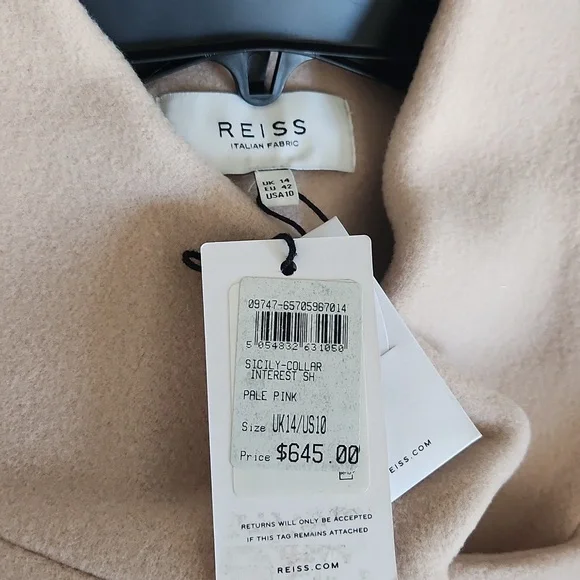 REISS
ITALIAN FABRIC
UK 14
EU 42
USA10
09747-65705967014
5 054832 631050
SICILY-COLLAR
INTEREST SH
PALE PINK
Size UK14/US10
Price $645.00
RETURNS WILL ONLY BE ACCEPTED
IF THIS TAG REMAINS ATTACHED
REISS.COM
EISS.COM